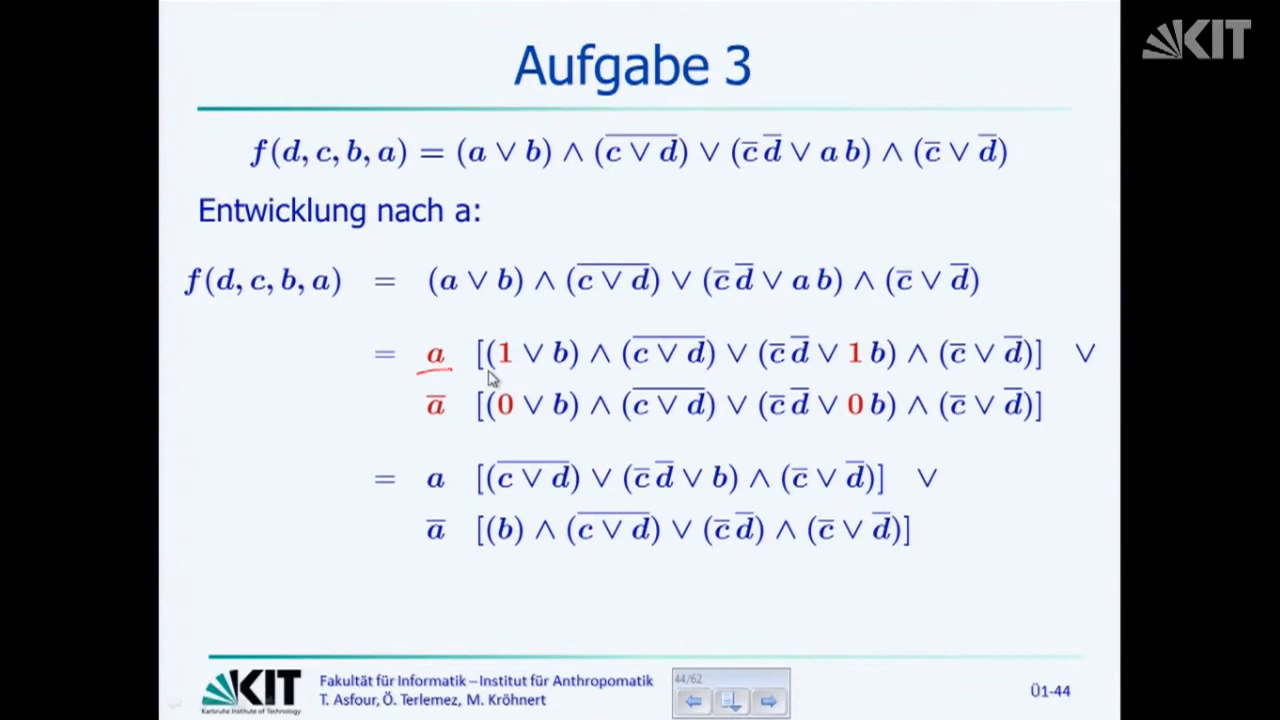 KIT
Aufgabe 3
f(d, c, b, a) = (a ∨ b) ∧ (c̅ ̅∨̅ ̅d̅) ∨ (c̅ d̅ ∨ a b) ∧ (c̅ ∨ d̅)
Entwicklung nach a:
f(d, c, b, a) = (a ∨ b) ∧ (c̅ ̅∨̅ ̅d̅) ∨ (c̅ d̅ ∨ a b) ∧ (c̅ ∨ d̅)
= a [(1 ∨ b) ∧ (c̅ ̅∨̅ ̅d̅) ∨ (c̅ d̅ ∨ 1 b) ∧ (c̅ ∨ d̅)] ∨
a̅ [(0 ∨ b) ∧ (c̅ ̅∨̅ ̅d̅) ∨ (c̅ d̅ ∨ 0 b) ∧ (c̅ ∨ d̅)]
= a [(c̅ ̅∨̅ ̅d̅) ∨ (c̅ d̅ ∨ b) ∧ (c̅ ∨ d̅)] ∨
a̅ [(b) ∧ (c̅ ̅∨̅ ̅d̅) ∨ (c̅ d̅) ∧ (c̅ ∨ d̅)]
KIT
Karlsruhe Institute of Technology
Fakultät für Informatik – Institut für Anthropomatik
T. Asfour, Ö. Terlemez, M. Kröhnert
44/62
Ü1-44